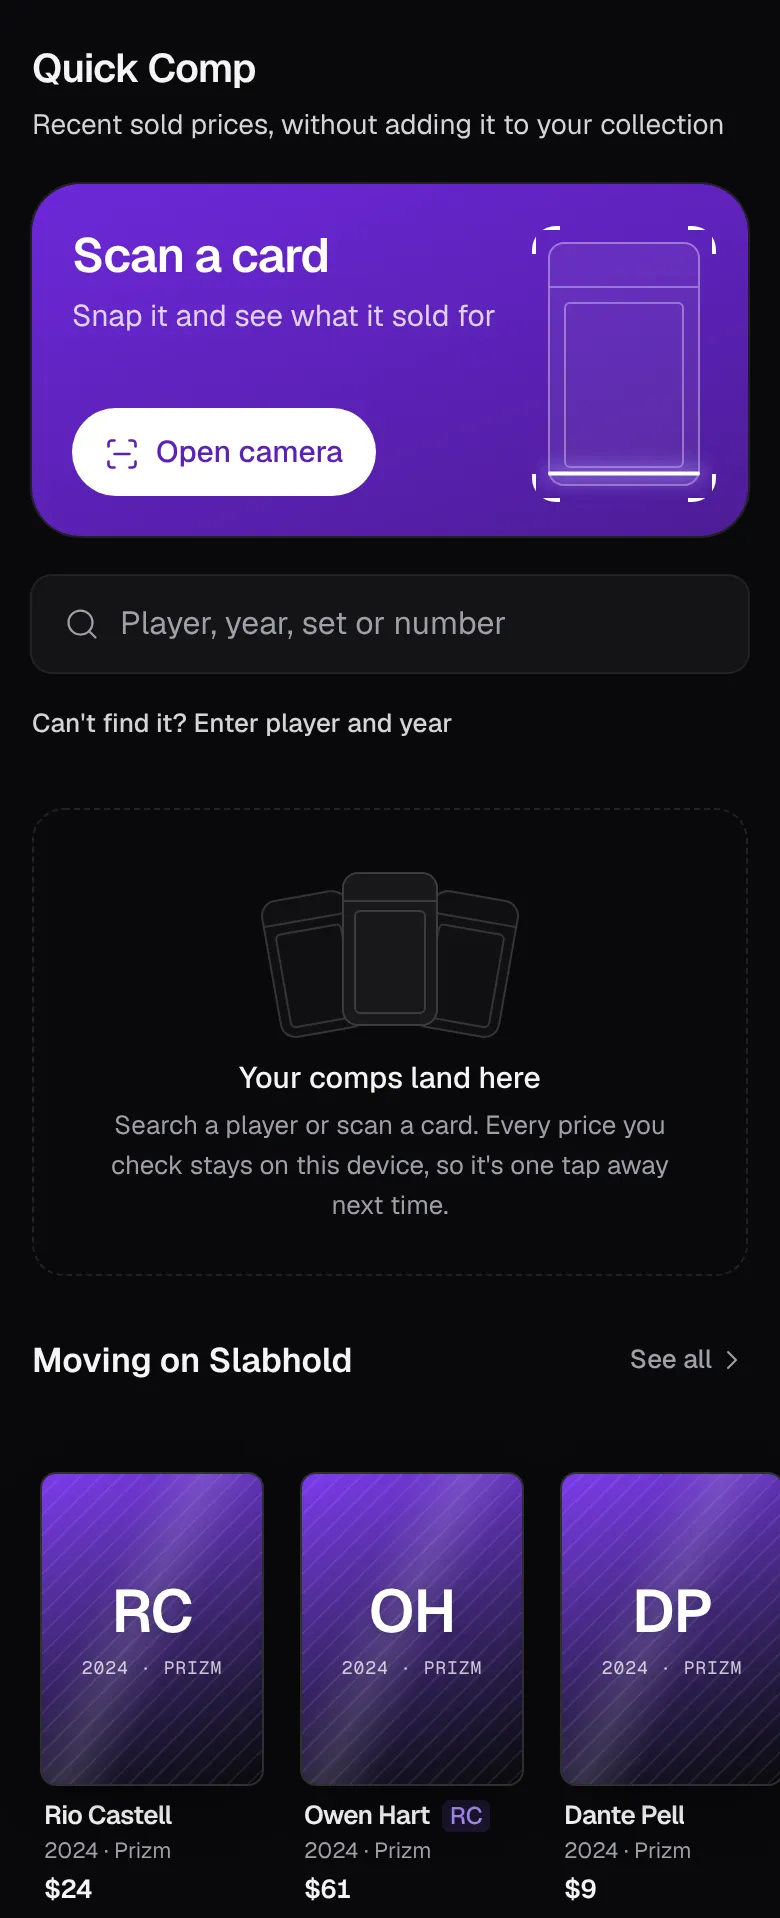 Quick Comp
Recent sold prices, without adding it to your collection
Scan a card
Snap it and see what it sold for
Open camera
Player, year, set or number
Can't find it? Enter player and year
Your comps land here
Search a player or scan a card. Every price you
check stays on this device, so it's one tap away
next time.
Moving on Slabhold
See all
RC
2024 · PRIZM
Rio Castell
2024 · Prizm
$24
OH
2024 · PRIZM
Owen Hart RC
2024 · Prizm
$61
DP
2024 · PRIZM
Dante Pell
2024 · Prizm
$9